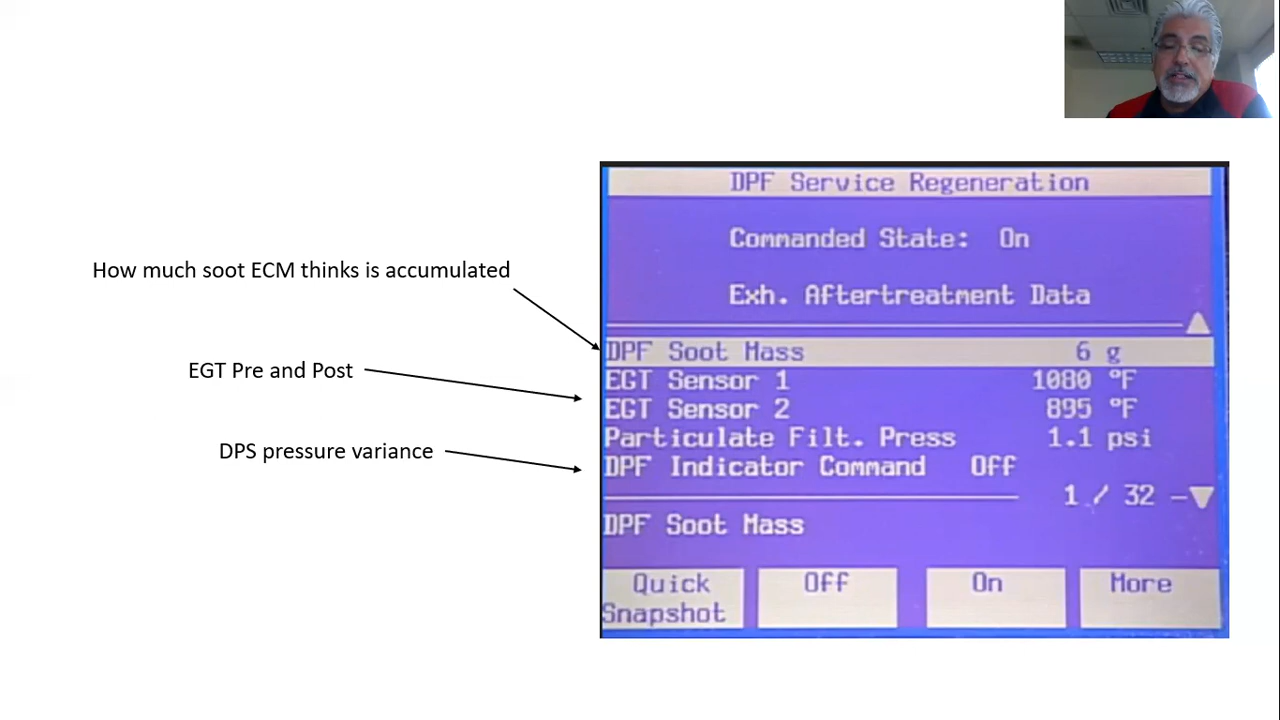 How much soot ECM thinks is accumulated
EGT Pre and Post
DPS pressure variance
DPF Service Regeneration
Commanded State: On
Exh. Aftertreatment Data
DPF Soot Mass 6 g
EGT Sensor 1 1080 °F
EGT Sensor 2 895 °F
Particulate Filt. Press 1.1 psi
DPF Indicator Command Off
1 / 32
DPF Soot Mass
Quick Snapshot
Off
On
More